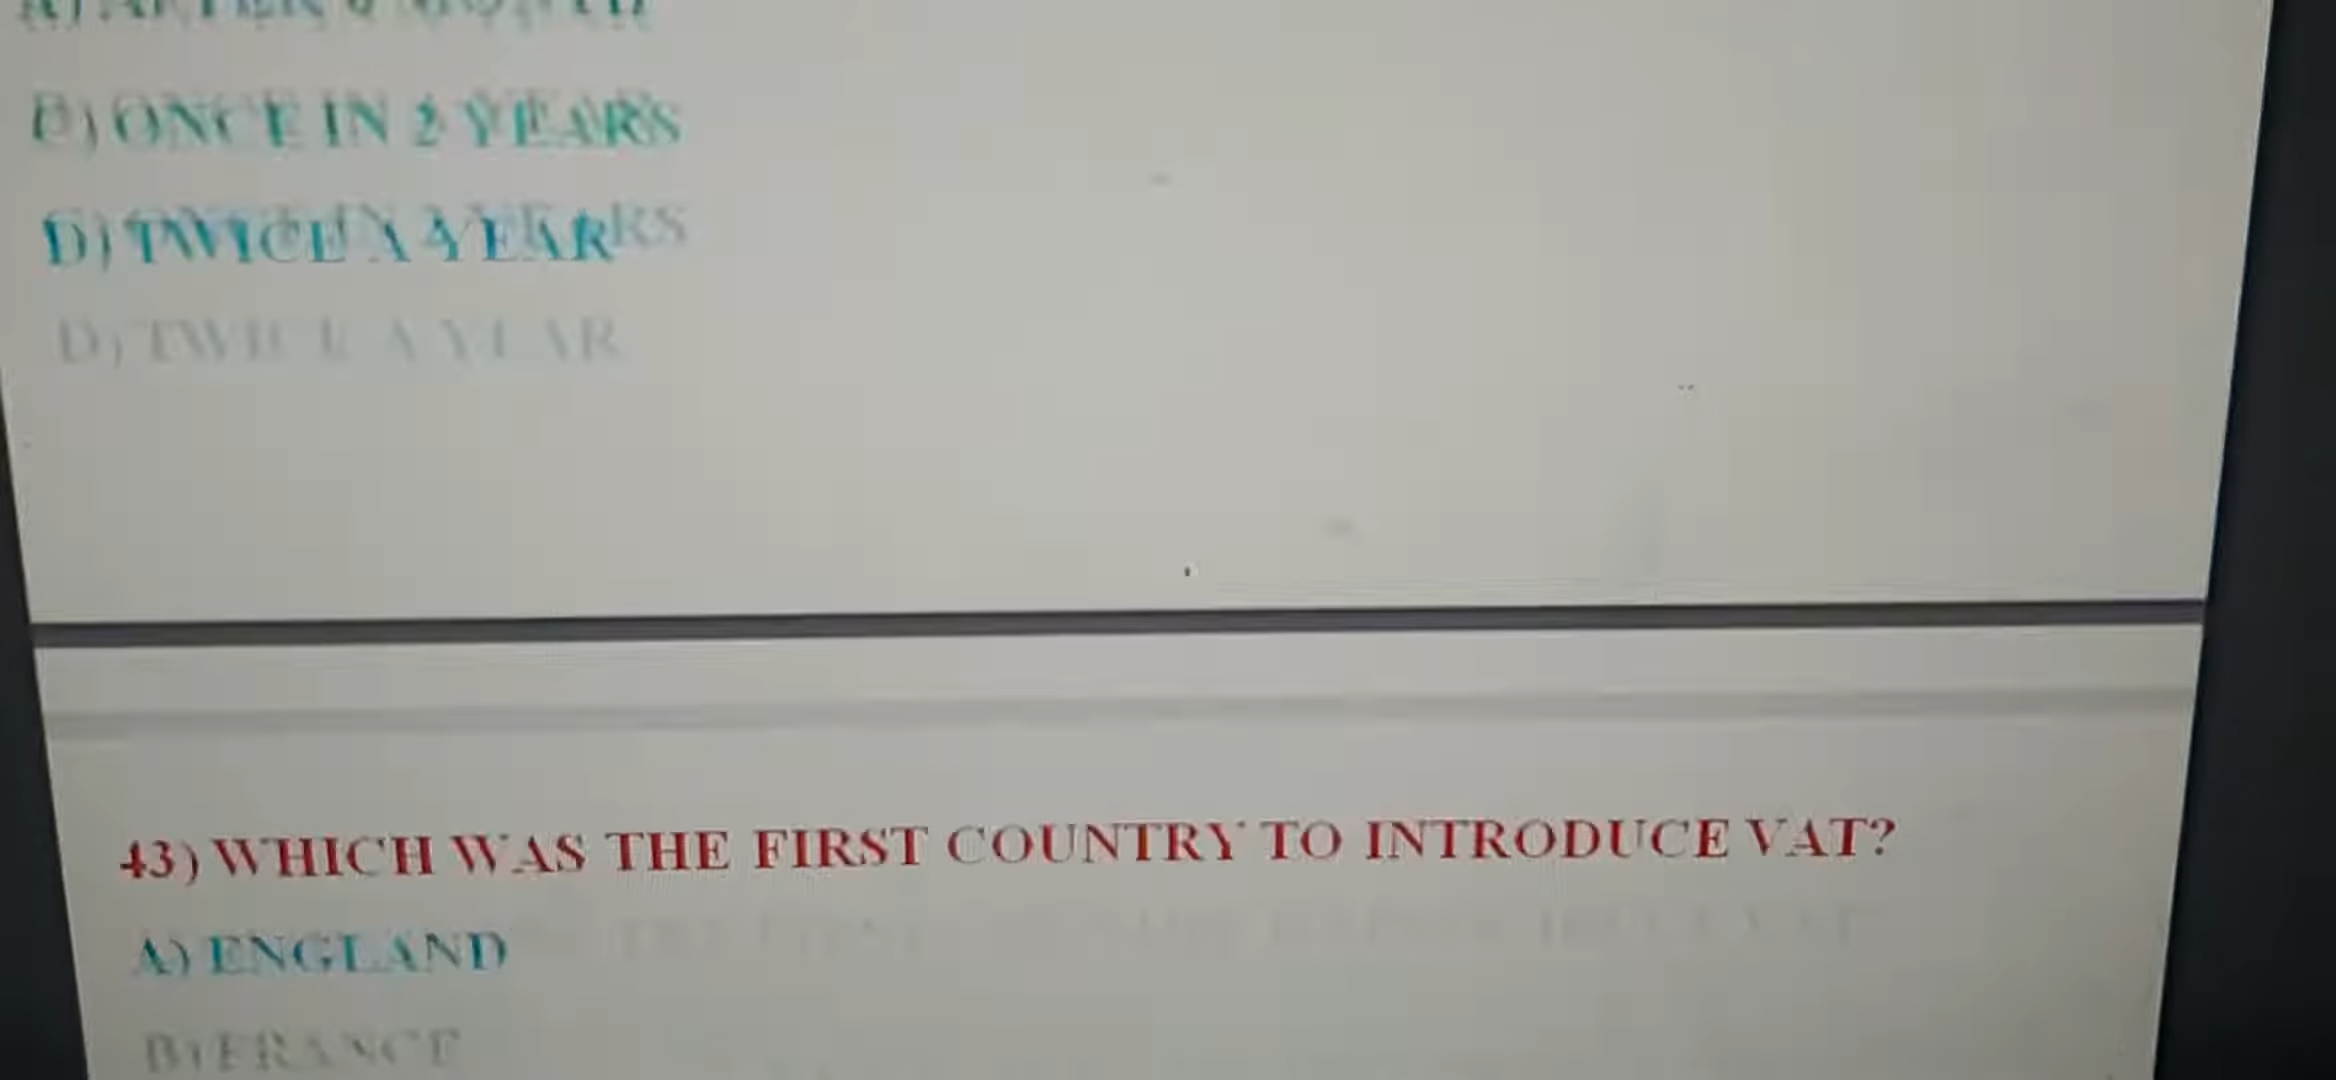 ONCE IN 2 YEARS
D) TWICE A YEAR
D) TWICE A YEAR
43) WHICH WAS THE FIRST COUNTRY TO INTRODUCE VAT?
A) ENGLAND
B) FRANCE